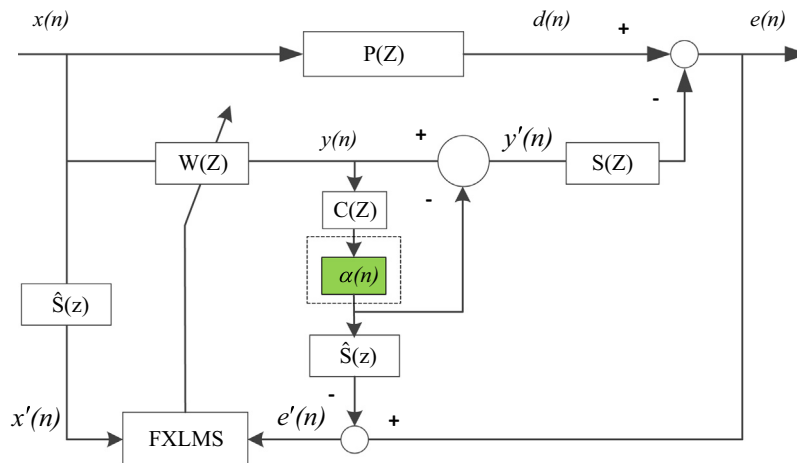 x(n)
d(n)
e(n)
+
P(Z)
-
W(Z)
y(n)
+
y′(n)
S(Z)
-
C(Z)
α(n)
Ŝ(z)
Ŝ(z)
-
x′(n)
FXLMS
e′(n)
+